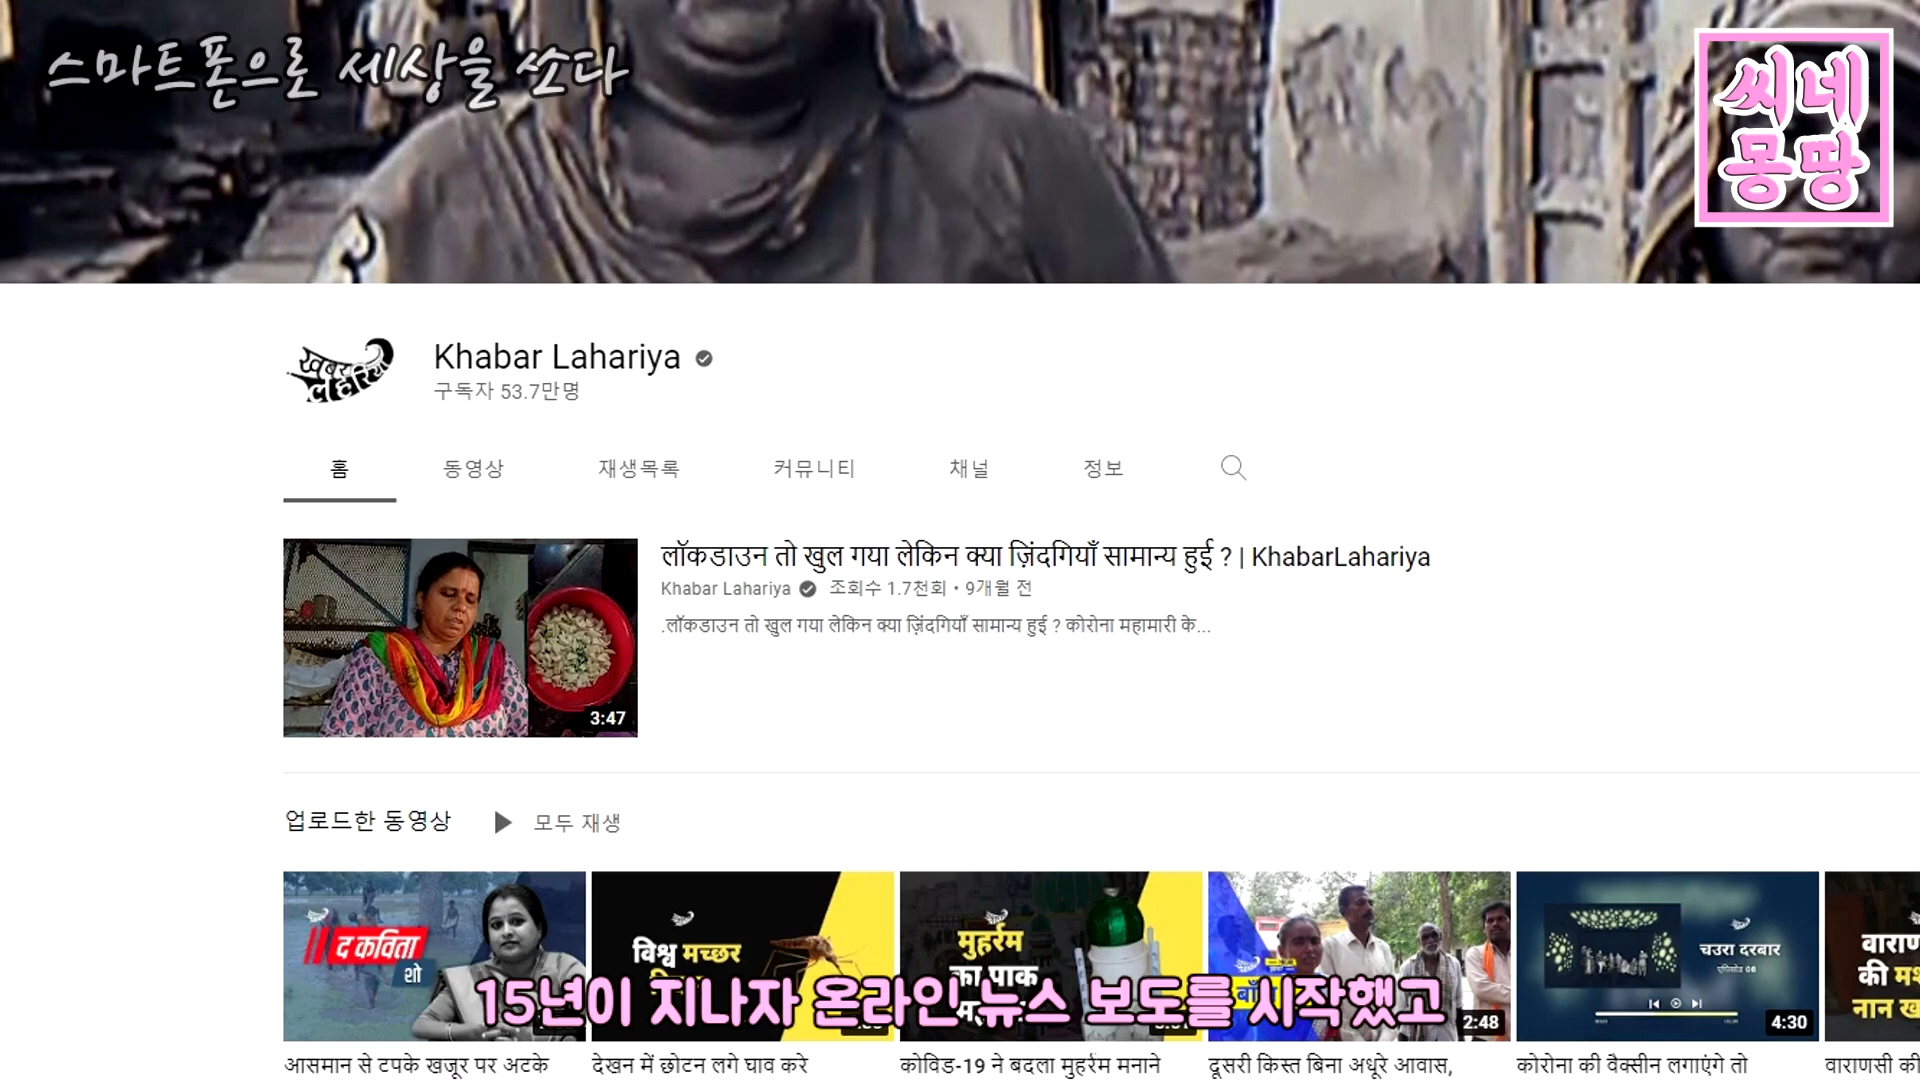 스마트폰으로 세상을 쏘다
씨네
몽땅
खबर
लहरिया
Khabar Lahariya
구독자 53.7만명
홈 동영상 재생목록 커뮤니티 채널 정보
लॉकडाउन तो खुल गया लेकिन क्या ज़िंदगियाँ सामान्य हुई ? | KhabarLahariya
Khabar Lahariya 조회수 1.7천회 • 9개월 전
.लॉकडाउन तो खुल गया लेकिन क्या ज़िंदगियाँ सामान्य हुई ? कोरोना महामारी के...
3:47
업로드한 동영상 모두 재생
द कविता
शो
विश्व मच्छर
मुहर्रम
का पाक
चउरा दरबार
एपिसोड 06
की
नान
15년이 지나자 온라인 뉴스 보도를 시작했고
2:48
4:30
आसमान से टपके खजूर पर अटके
देखन में छोटन लगे घाव करे
कोविड-19 ने बदला मुहर्रम मनाने
दूसरी किस्त बिना अधूरे आवास,
कोरोना की वैक्सीन लगाएंगे तो
वाराणसी की